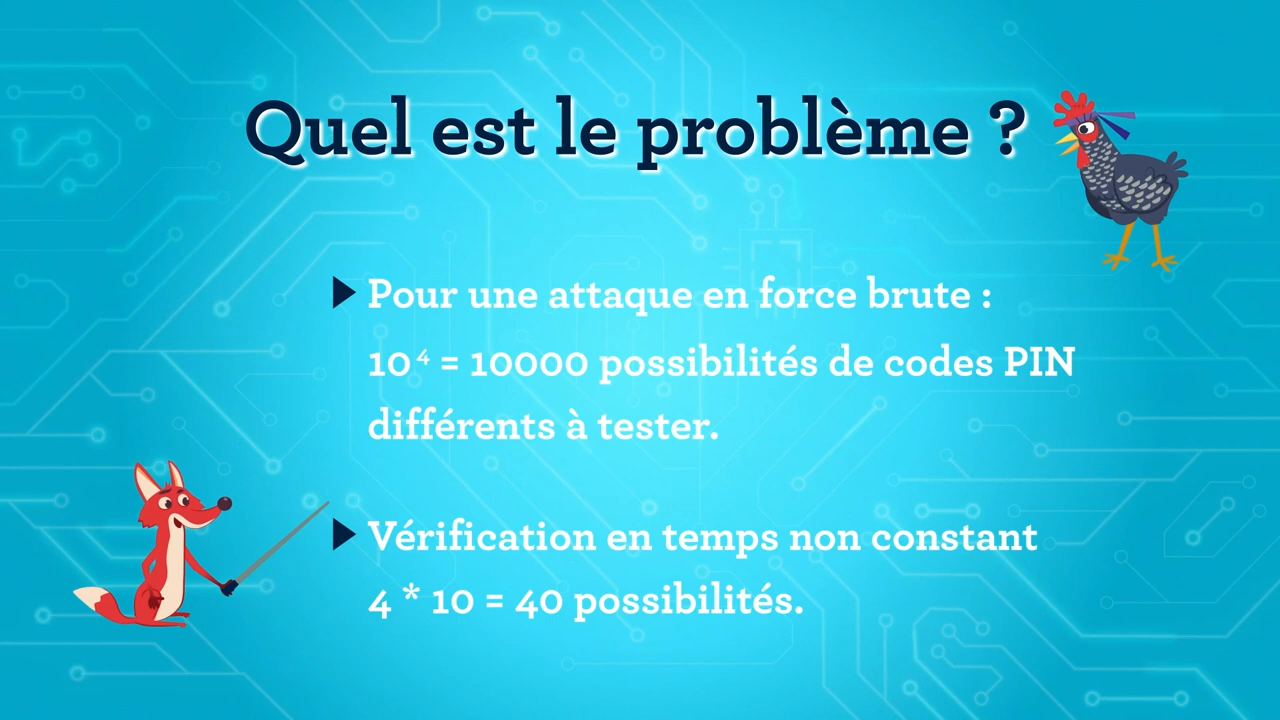 Quel est le problème ?
Pour une attaque en force brute :
10⁴ = 10000 possibilités de codes PIN
différents à tester.
Vérification en temps non constant
4 * 10 = 40 possibilités.